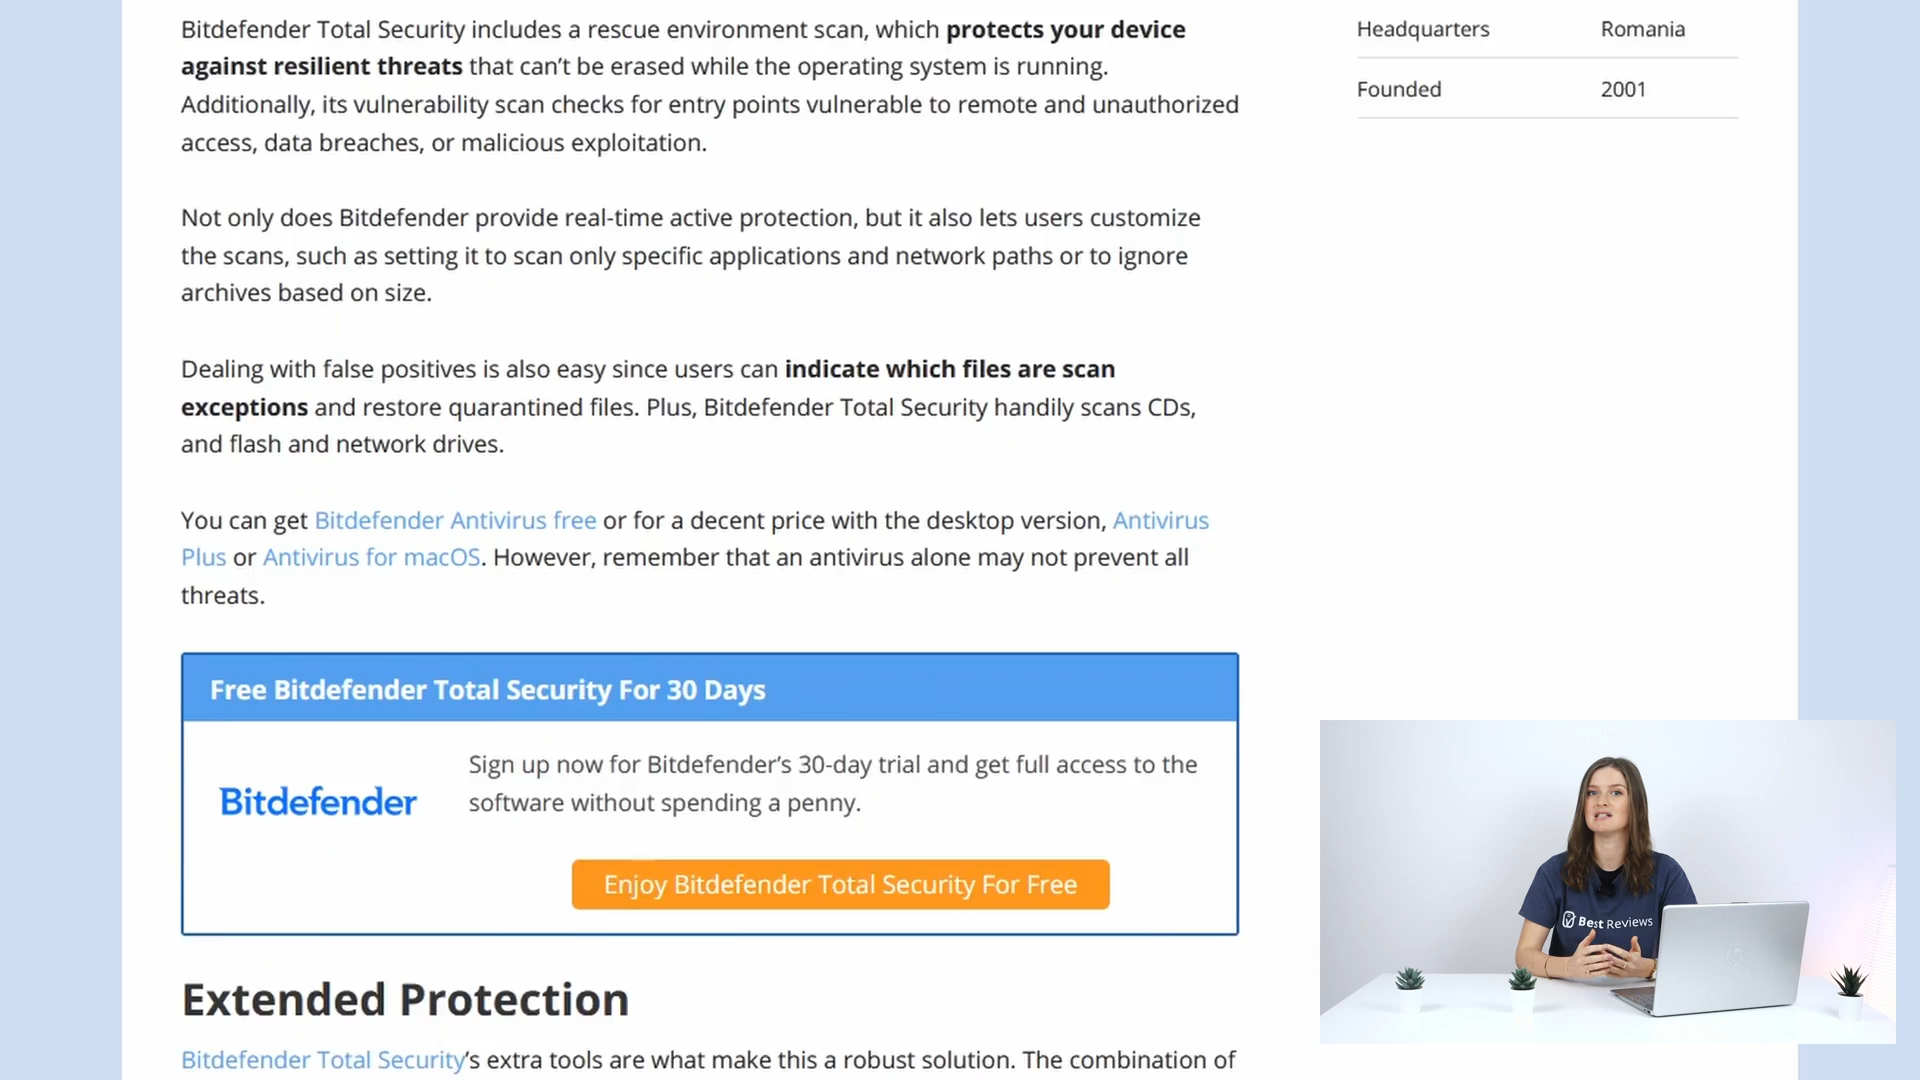 Bitdefender Total Security includes a rescue environment scan, which protects your device
against resilient threats that can't be erased while the operating system is running.
Additionally, its vulnerability scan checks for entry points vulnerable to remote and unauthorized
access, data breaches, or malicious exploitation.
Not only does Bitdefender provide real-time active protection, but it also lets users customize
the scans, such as setting it to scan only specific applications and network paths or to ignore
archives based on size.
Dealing with false positives is also easy since users can indicate which files are scan
exceptions and restore quarantined files. Plus, Bitdefender Total Security handily scans CDs,
and flash and network drives.
You can get Bitdefender Antivirus free or for a decent price with the desktop version, Antivirus
Plus or Antivirus for macOS. However, remember that an antivirus alone may not prevent all
threats.
Free Bitdefender Total Security For 30 Days
Bitdefender
Sign up now for Bitdefender's 30-day trial and get full access to the
software without spending a penny.
Enjoy Bitdefender Total Security For Free
Extended Protection
Bitdefender Total Security's extra tools are what make this a robust solution. The combination of
Headquarters Romania
Founded 2001
Best Reviews